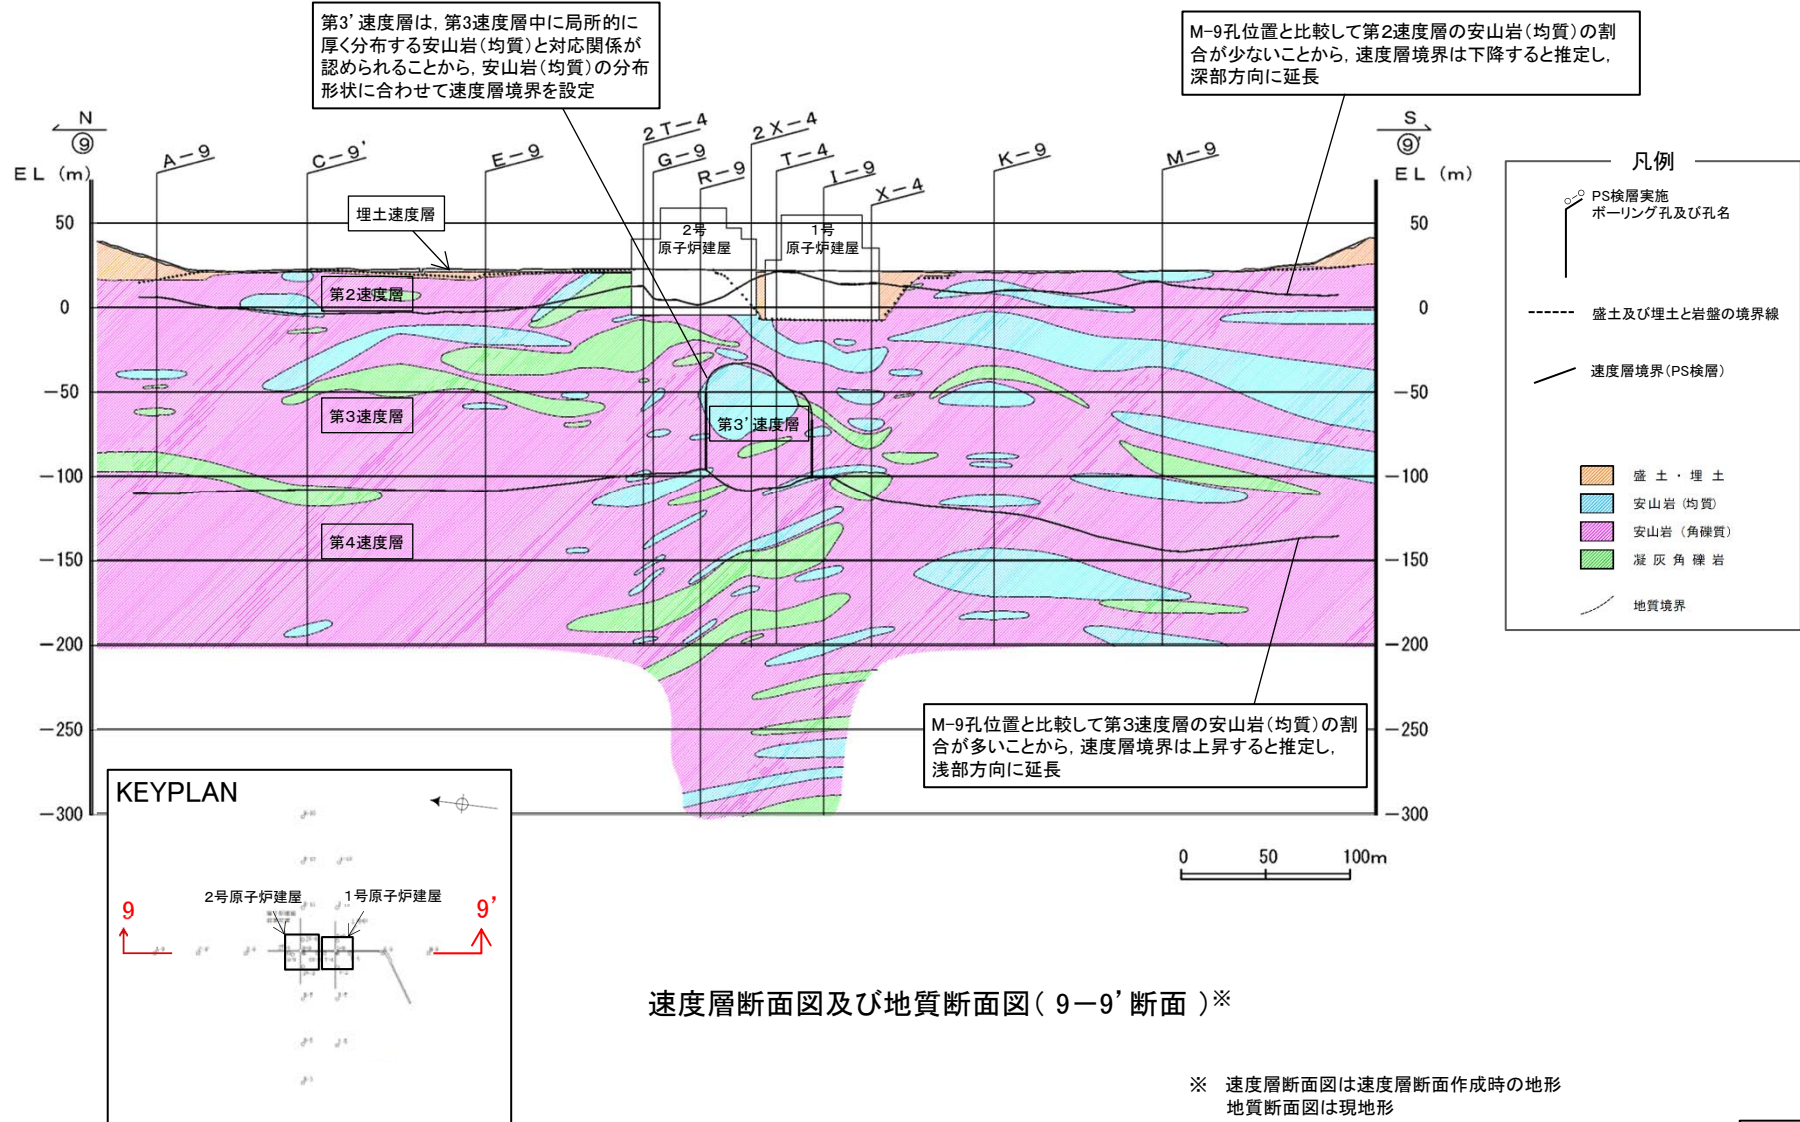 第3’速度層は，第3速度層中に局所的に
厚く分布する安山岩（均質）と対応関係が
認められることから，安山岩（均質）の分布
形状に合わせて速度層境界を設定
M-9孔位置と比較して第2速度層の安山岩（均質）の割
合が少ないことから，速度層境界は下降すると推定し，
深部方向に延長
N
⑨
EL (m)
A-9
C-9'
E-9
2T-4
G-9
R-9
2X-4
T-4
I-9
X-4
K-9
M-9
S
⑨'
EL (m)
50
0
-50
-100
-150
-200
-250
-300
50
0
-50
-100
-150
-200
-250
-300
埋土速度層
2号
原子炉建屋
1号
原子炉建屋
第2速度層
第3速度層
第3’速度層
第4速度層
M-9孔位置と比較して第3速度層の安山岩（均質）の割
合が多いことから，速度層境界は上昇すると推定し，
浅部方向に延長
凡例
PS検層実施
ボーリング孔及び孔名
盛土及び埋土と岩盤の境界線
速度層境界（PS検層）
盛土・埋土
安山岩（均質）
安山岩（角礫質）
凝灰角礫岩
地質境界
KEYPLAN
2号原子炉建屋
1号原子炉建屋
9
9’
0 50 100m
速度層断面図及び地質断面図（ 9－9’断面 ）※
※ 速度層断面図は速度層断面作成時の地形
地質断面図は現地形